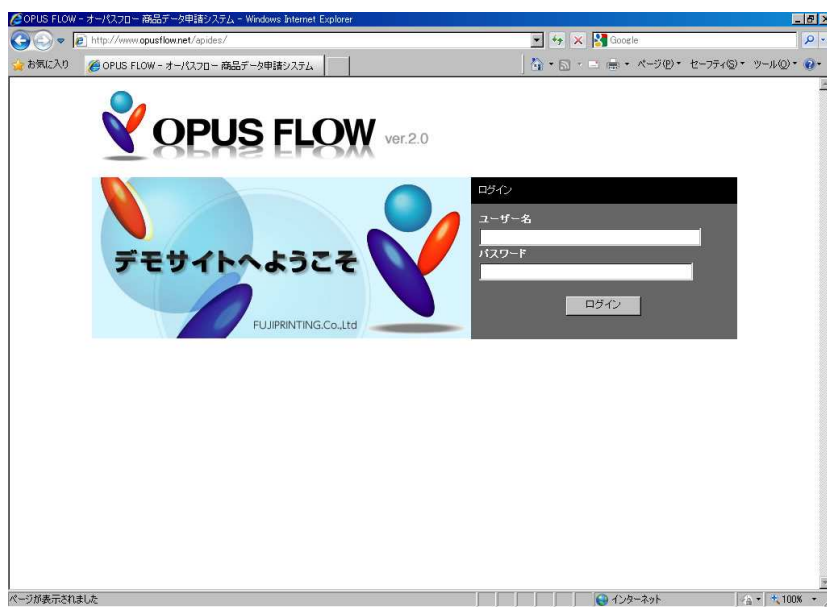 OPUS FLOW - オーパスフロー 商品データ申請システム - Windows Internet Explorer
http://www.opusflow.net/apides/
Google
お気に入り
OPUS FLOW - オーパスフロー 商品データ申請システム
ページ(P)
セーフティ(S)
ツール(O)
OPUS FLOW ver.2.0
デモサイトへようこそ
FUJIPRINTING.Co.,Ltd
ログイン
ユーザー名
パスワード
ログイン
ページが表示されました
インターネット
100%